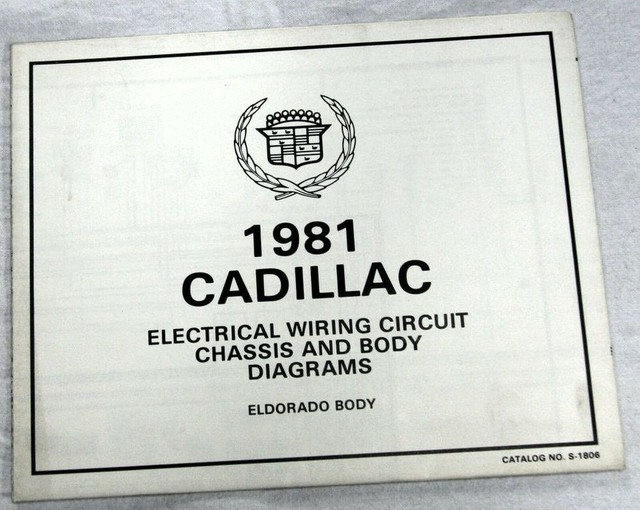 1981
CADILLAC
ELECTRICAL WIRING CIRCUIT
CHASSIS AND BODY
DIAGRAMS
ELDORADO BODY
CATALOG NO. S-1806